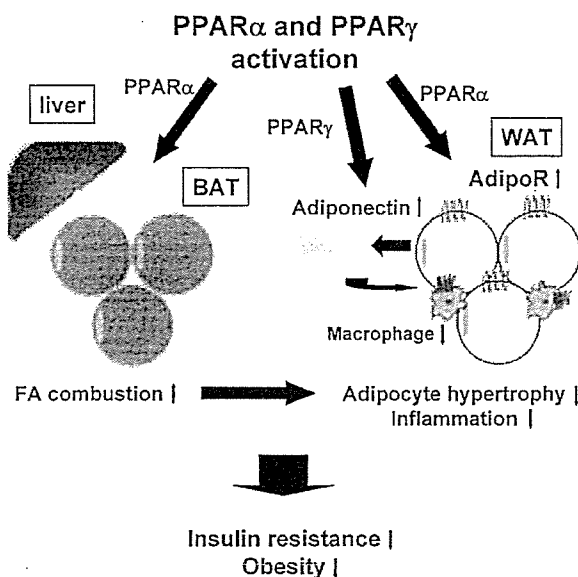 PPARα and PPARγ
activation
liver
PPARα
PPARγ
PPARα
WAT
BAT
AdipoR
Adiponectin
Macrophage
FA combustion
Adipocyte hypertrophy
Inflammation
Insulin resistance
Obesity